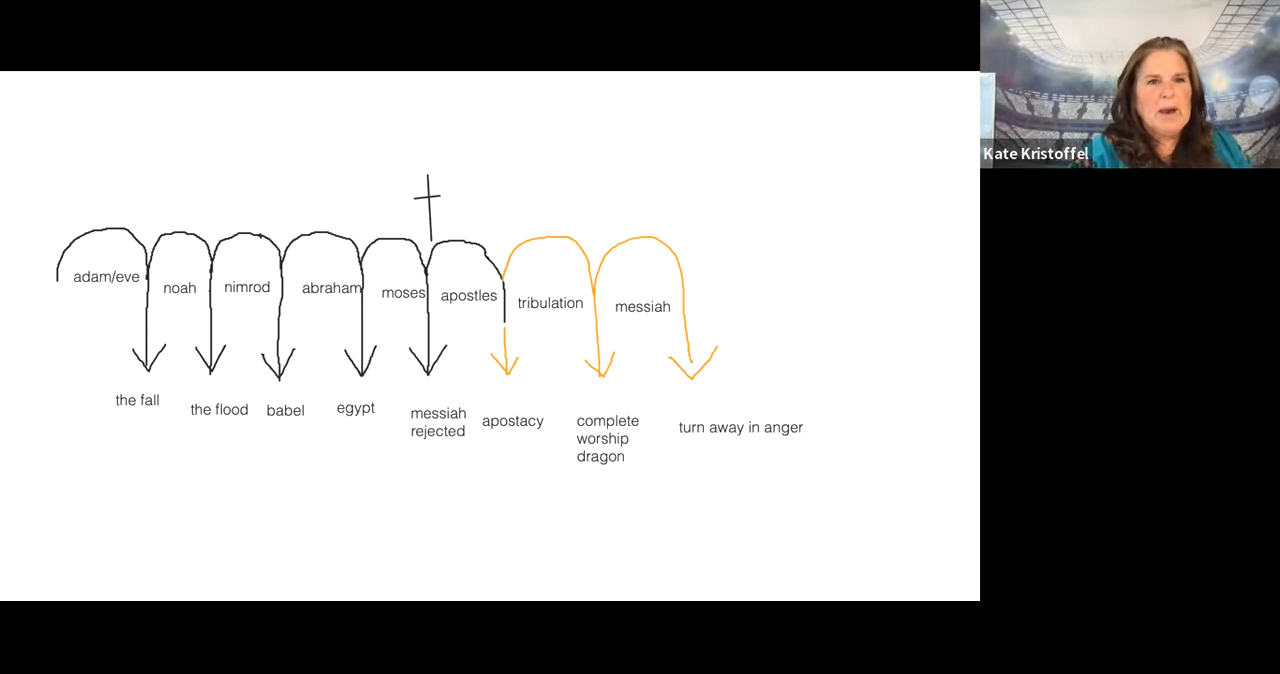 Kate Kristoffel
adam/eve
noah
nimrod
abraham
moses
apostles
tribulation
messiah
the fall
the flood
babel
egypt
messiah
rejected
apostacy
complete
worship
dragon
turn away in anger